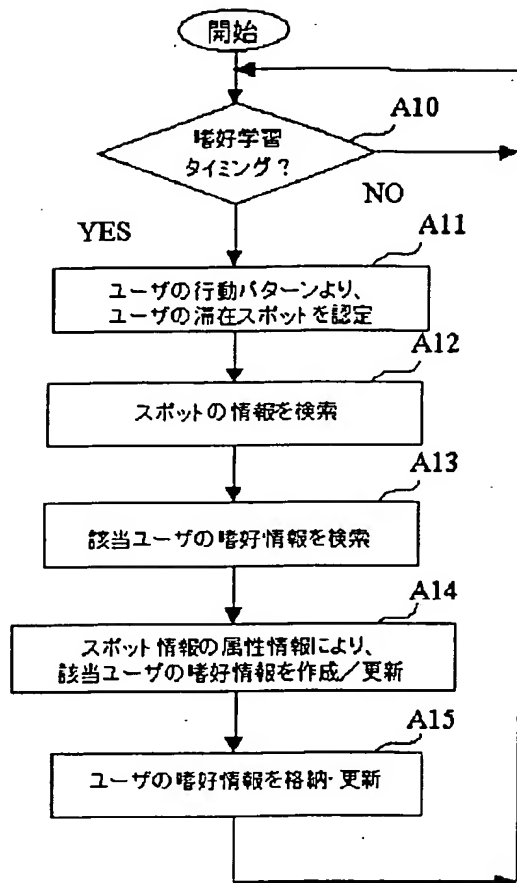 開始
A10
嗜好学習
タイミング？
NO
YES
A11
ユーザの行動パターンより、
ユーザの滞在スポットを認定
A12
スポットの情報を検索
A13
該当ユーザの嗜好情報を検索
A14
スポット情報の属性情報により、
該当ユーザの嗜好情報を作成／更新
A15
ユーザの嗜好情報を格納・更新